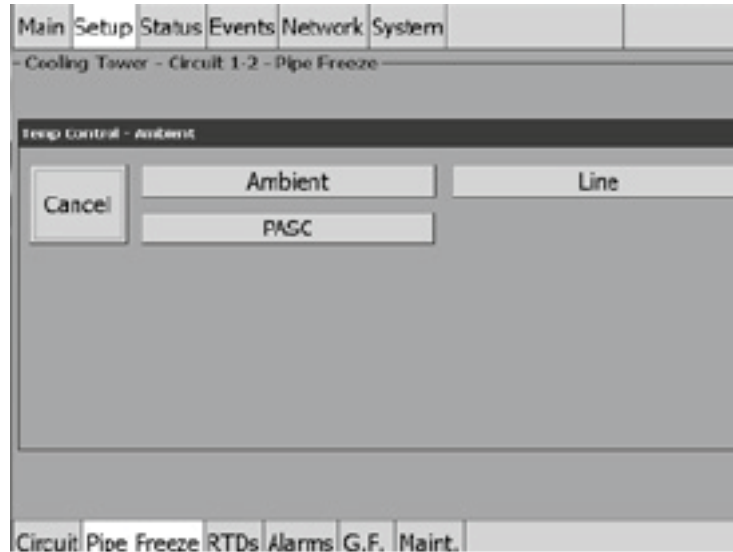 Main Setup Status Events Network System
Cooling Tower - Circuit 1-2 - Pipe Freeze
Temp Control - Ambient
Ambient Line
Cancel
PASC
Circuit Pipe Freeze RTDs Alarms G.F. Maint.